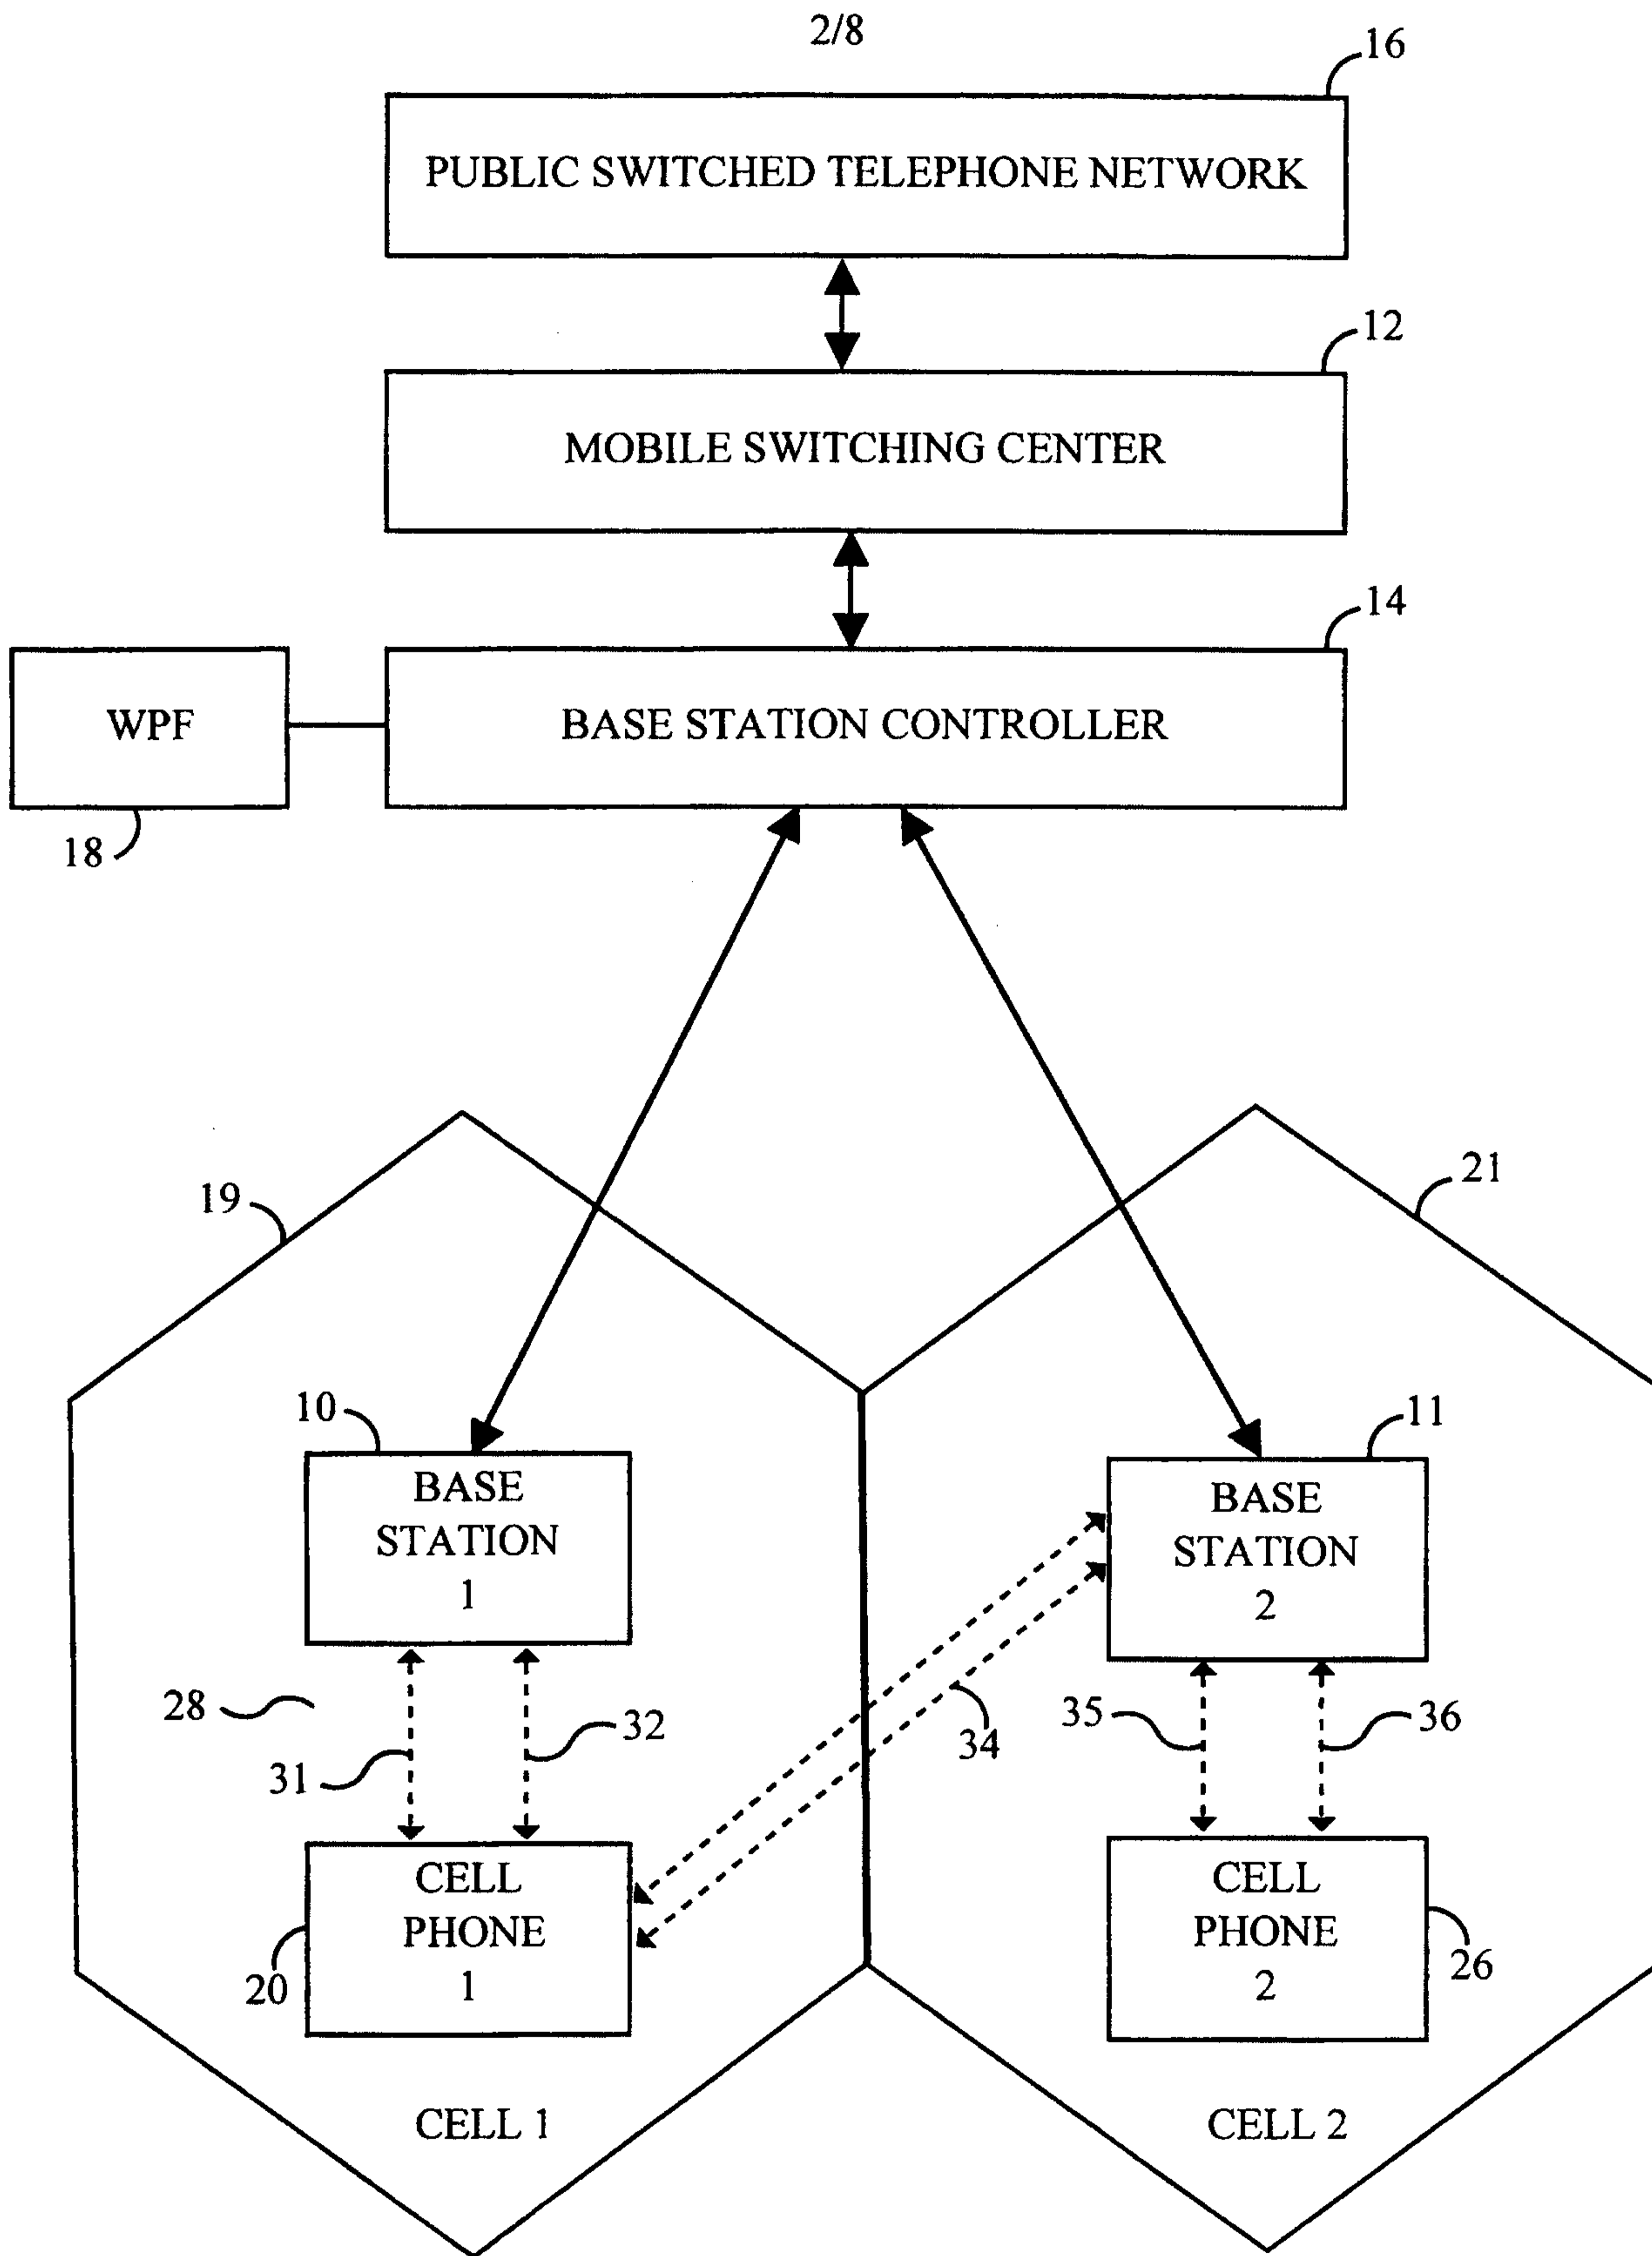 2/8
16
PUBLIC SWITCHED TELEPHONE NETWORK
12
MOBILE SWITCHING CENTER
14
WPF
BASE STATION CONTROLLER
18
19
21
10
11
BASE
STATION
1
BASE
STATION
2
28
31
32
34
35
36
CELL
PHONE
1
20
CELL
PHONE
2
26
CELL 1
CELL 2